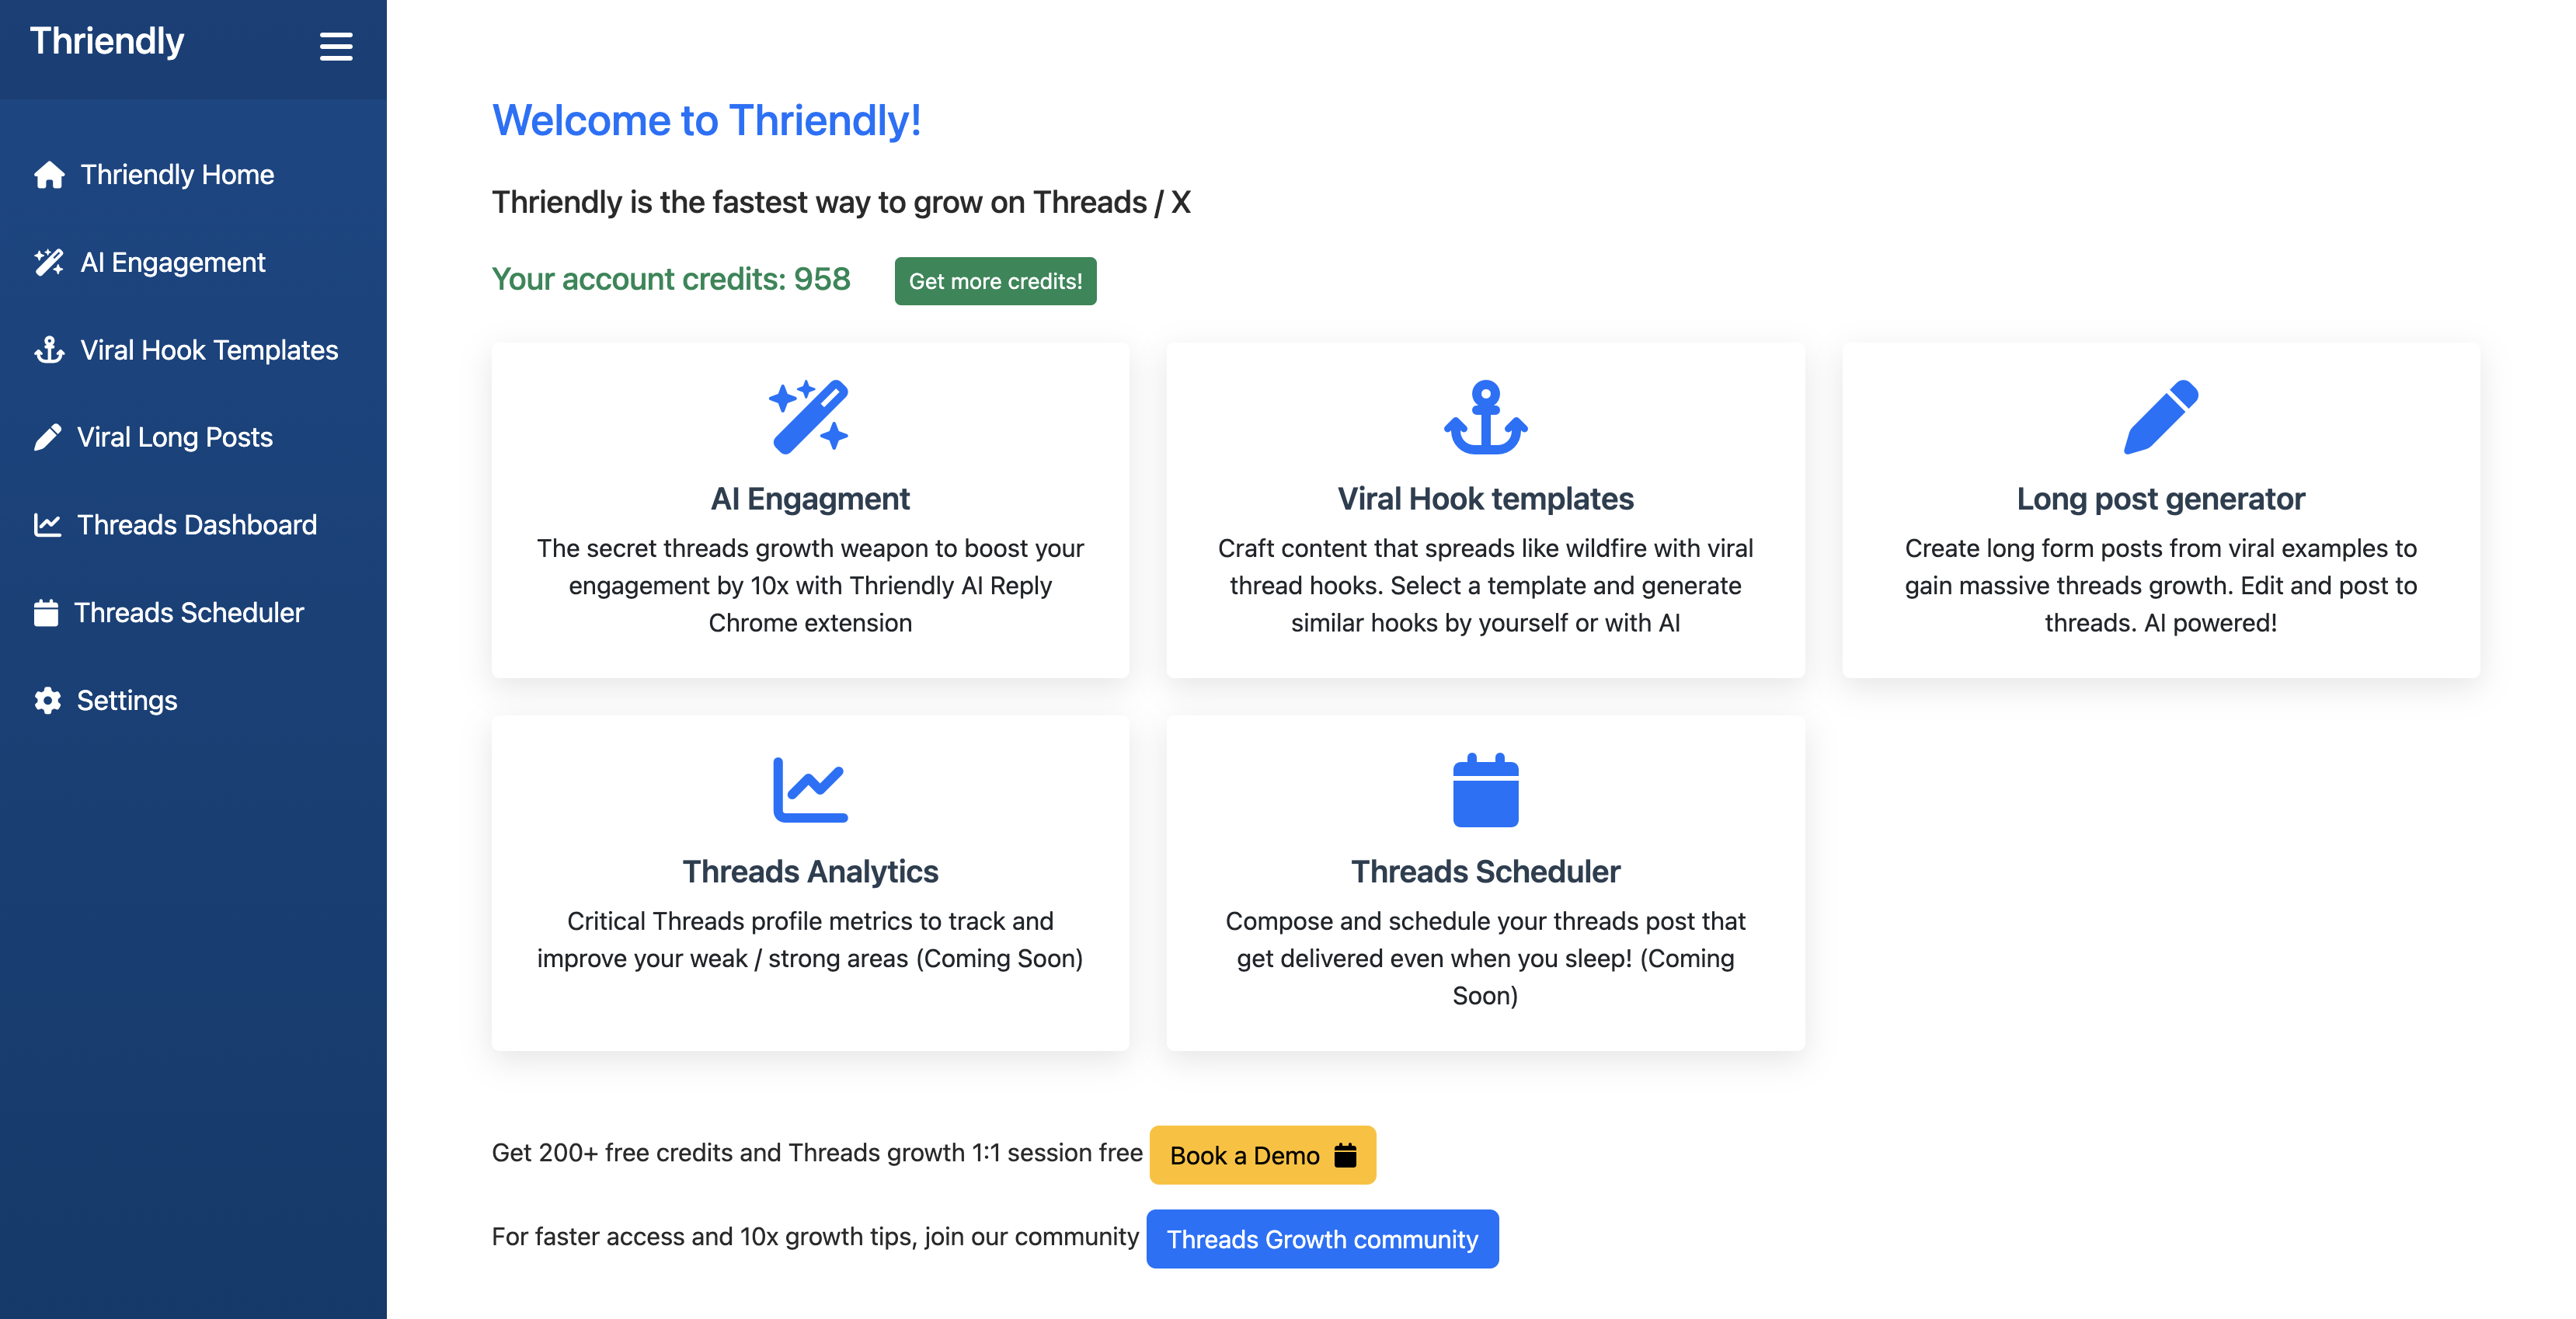 Thriendly
Thriendly Home
AI Engagement
Viral Hook Templates
Viral Long Posts
Threads Dashboard
Threads Scheduler
Settings
Welcome to Thriendly!
Thriendly is the fastest way to grow on Threads / X
Your account credits: 958
Get more credits!
AI Engagment
The secret threads growth weapon to boost your
engagement by 10x with Thriendly AI Reply
Chrome extension
Viral Hook templates
Craft content that spreads like wildfire with viral
thread hooks. Select a template and generate
similar hooks by yourself or with AI
Long post generator
Create long form posts from viral examples to
gain massive threads growth. Edit and post to
threads. AI powered!
Threads Analytics
Critical Threads profile metrics to track and
improve your weak / strong areas (Coming Soon)
Threads Scheduler
Compose and schedule your threads post that
get delivered even when you sleep! (Coming
Soon)
Get 200+ free credits and Threads growth 1:1 session free
Book a Demo
For faster access and 10x growth tips, join our community
Threads Growth community